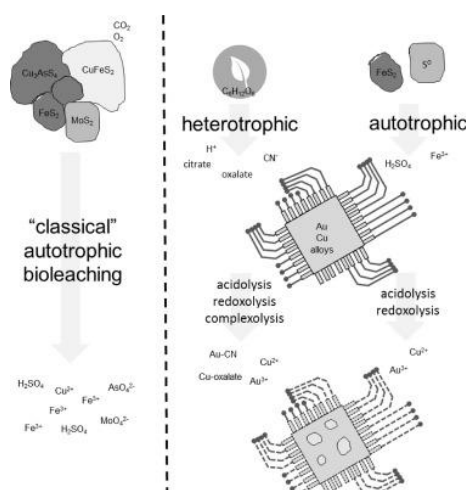 CO₂
O₂
Cu₃AsS₄
CuFeS₂
FeS₂
MoS₂
"classical"
autotrophic
bioleaching
H₂SO₄
Cu²⁺
AsO₄²⁻
Fe³⁺
Fe³⁺
Fe³⁺
H₂SO₄
MoO₄²⁻
C₆H₁₂O₆
heterotrophic
H⁺
citrate
CN⁻
oxalate
FeS₂
S⁰
autotrophic
H₂SO₄
Fe³⁺
Au
Cu
alloys
acidolysis
redoxolysis
complexolysis
acidolysis
redoxolysis
Au-CN
Cu²⁺
Cu-oxalate
Au³⁺
Cu²⁺
Au³⁺